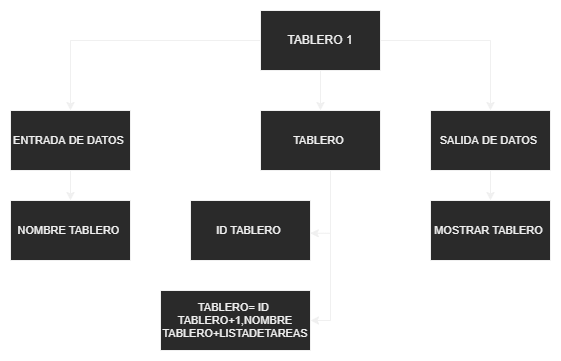 TABLERO 1
ENTRADA DE DATOS
TABLERO
SALIDA DE DATOS
NOMBRE TABLERO
ID TABLERO
MOSTRAR TABLERO
TABLERO= ID
TABLERO+1,NOMBRE
TABLERO+LISTADETAREAS